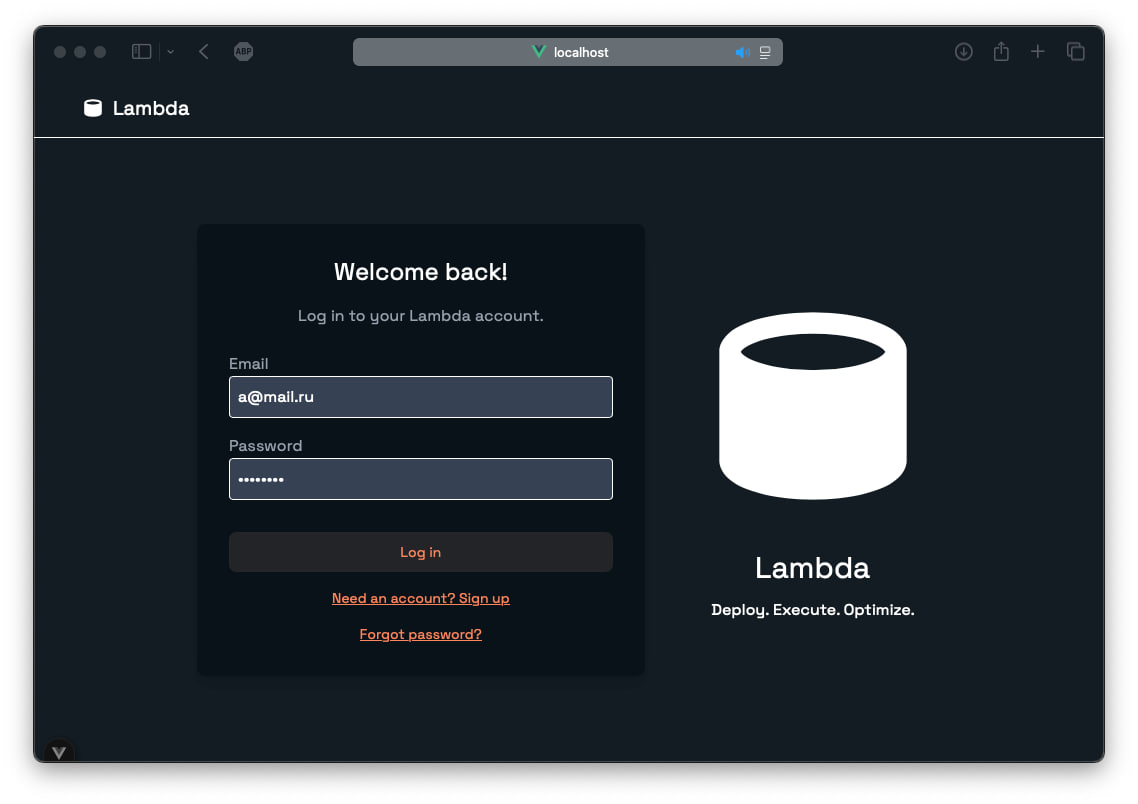 ABP
localhost
Lambda
Welcome back!
Log in to your Lambda account.
Email
a@mail.ru
Password
••••••••
Log in
Need an account? Sign up
Forgot password?
Lambda
Deploy. Execute. Optimize.